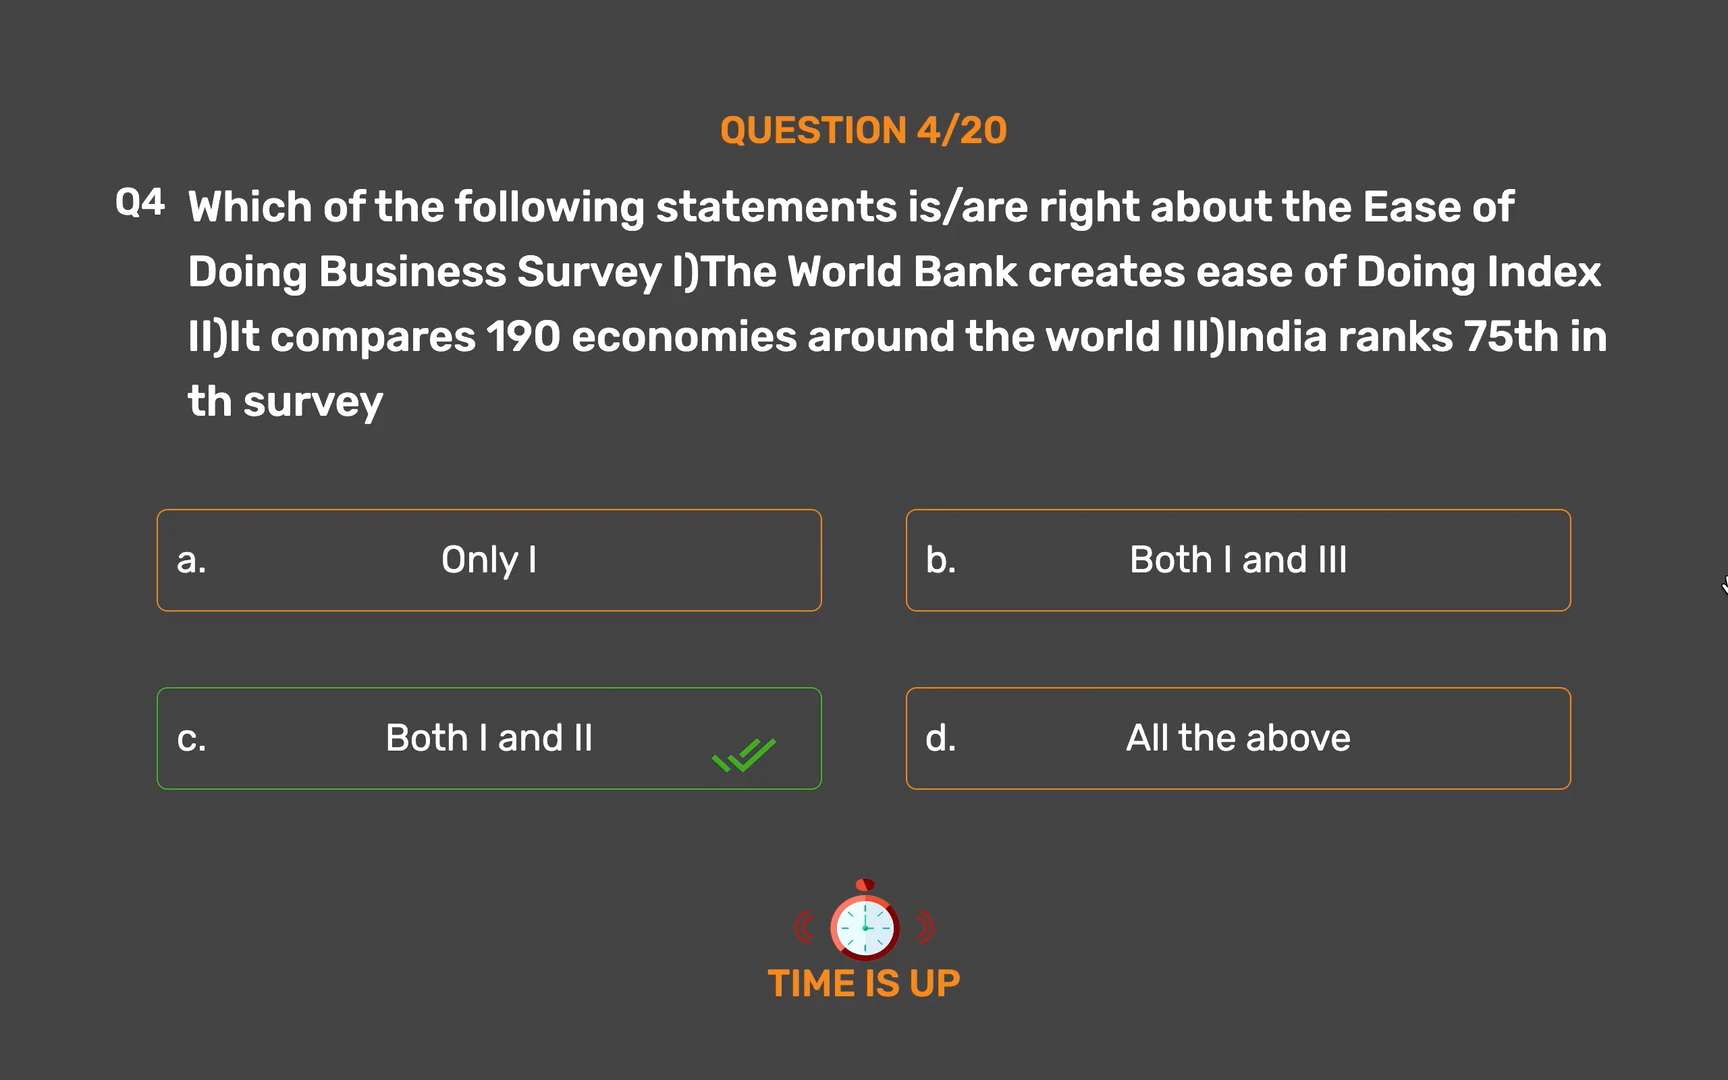 QUESTION 4/20
Q4 Which of the following statements is/are right about the Ease of
Doing Business Survey I)The World Bank creates ease of Doing Index
II)It compares 190 economies around the world III)India ranks 75th in
th survey
a. Only I
b. Both I and III
c. Both I and II
d. All the above
TIME IS UP